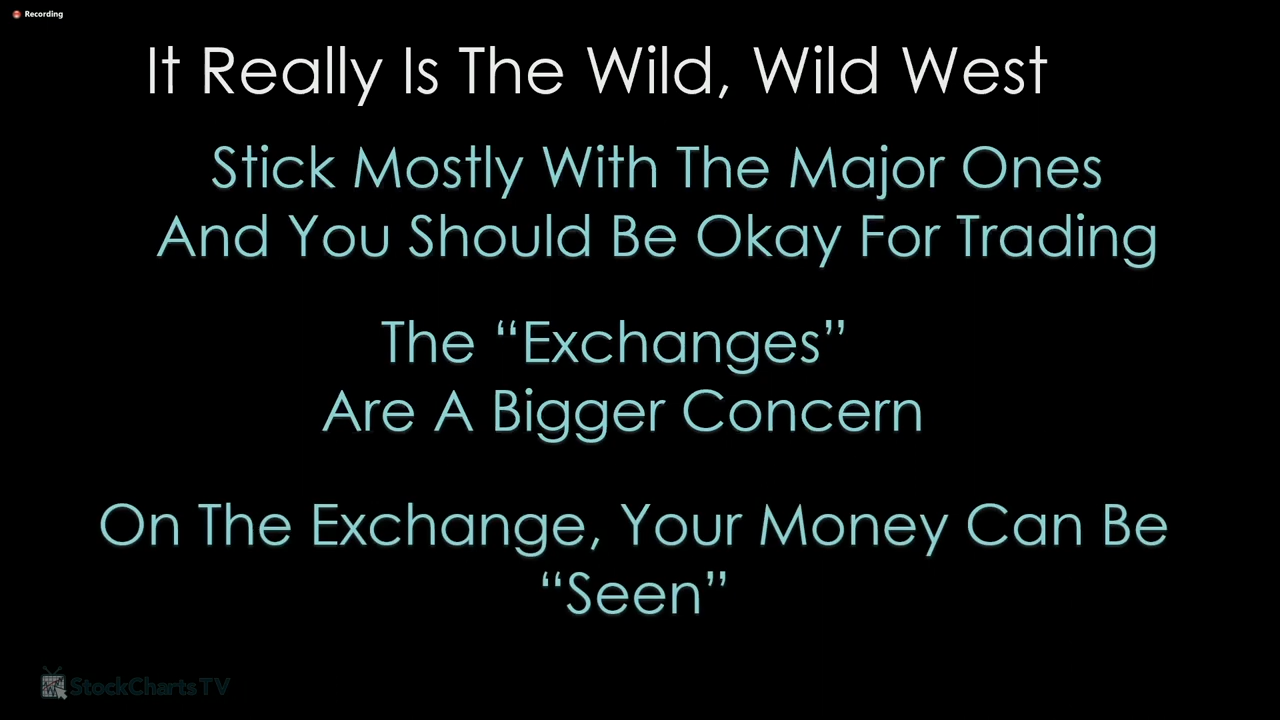 Recording
It Really Is The Wild, Wild West
Stick Mostly With The Major Ones
And You Should Be Okay For Trading
The “Exchanges”
Are A Bigger Concern
On The Exchange, Your Money Can Be
“Seen”
StockChartsTV